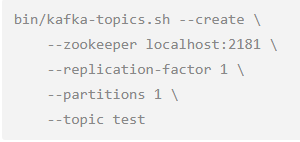 bin/kafka-topics.sh --create \
    --zookeeper localhost:2181 \
    --replication-factor 1 \
    --partitions 1 \
    --topic test